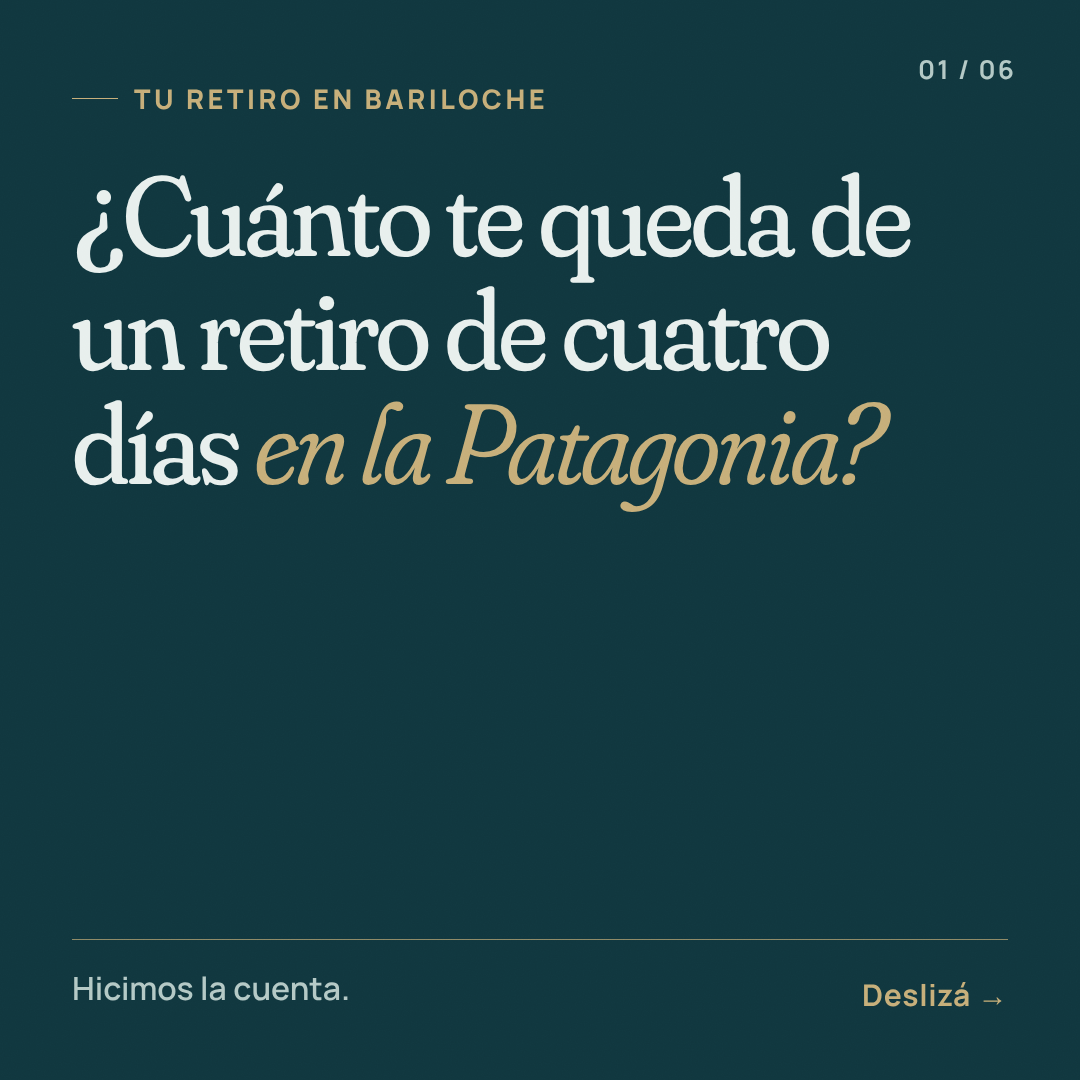 01 / 06
TU RETIRO EN BARILOCHE
¿Cuánto te queda de
un retiro de cuatro
días en la Patagonia?
Hicimos la cuenta.
Deslizá →